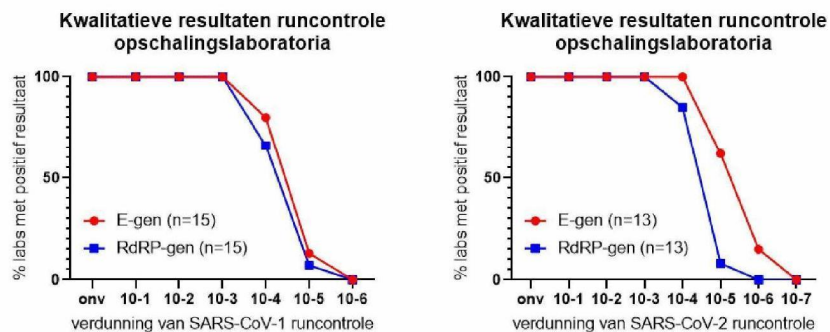 Kwalitatieve resultaten runcontrole
opschalingslaboratoria
% labs met positief resultaat
100
50
0
E-gen (n=15)
RdRP-gen (n=15)
onv 10-1 10-2 10-3 10-4 10-5 10-6
verdunning van SARS-CoV-1 runcontrole
Kwalitatieve resultaten runcontrole
opschalingslaboratoria
% labs met positief resultaat
100
50
0
E-gen (n=13)
RdRP-gen (n=13)
onv 10-1 10-2 10-3 10-4 10-5 10-6 10-7
verdunning van SARS-CoV-2 runcontrole